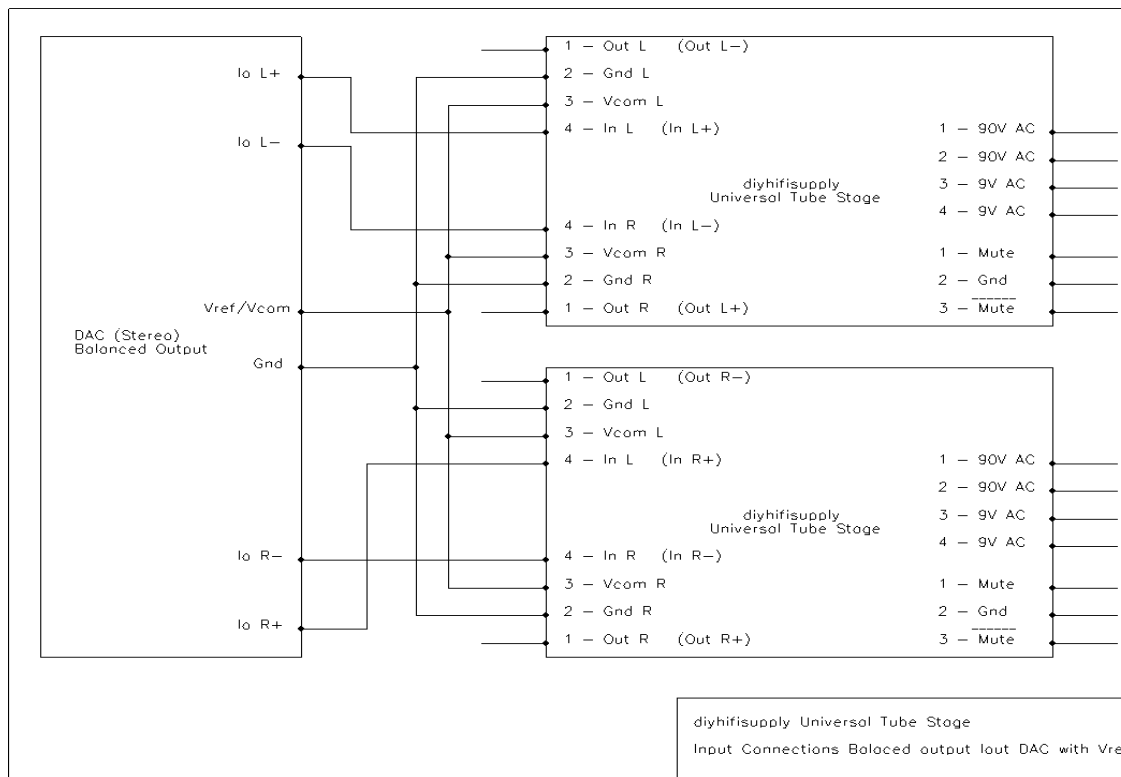 Io L+
Io L-
Vref/Vcom
DAC (Stereo)
Balanced Output
Gnd
Io R-
Io R+
1 - Out L (Out L-)
2 - Gnd L
3 - Vcom L
4 - In L (In L+)
1 - 90V AC
2 - 90V AC
3 - 9V AC
4 - 9V AC
diyhifisupply
Universal Tube Stage
4 - In R (In L-)
3 - Vcom R
2 - Gnd R
1 - Out R (Out L+)
1 - Mute
2 - Gnd
3 - Mute
1 - Out L (Out R-)
2 - Gnd L
3 - Vcom L
4 - In L (In R+)
1 - 90V AC
2 - 90V AC
3 - 9V AC
4 - 9V AC
diyhifisupply
Universal Tube Stage
4 - In R (In R-)
3 - Vcom R
2 - Gnd R
1 - Out R (Out R+)
1 - Mute
2 - Gnd
3 - Mute
diyhifisupply Universal Tube Stage
Input Connections Balaced output Iout DAC with Vre